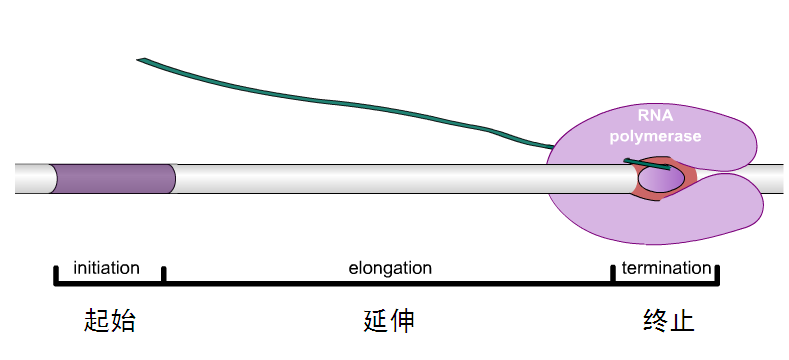 RNA
polymerase
initiation
elongation
termination
起始
延伸
终止